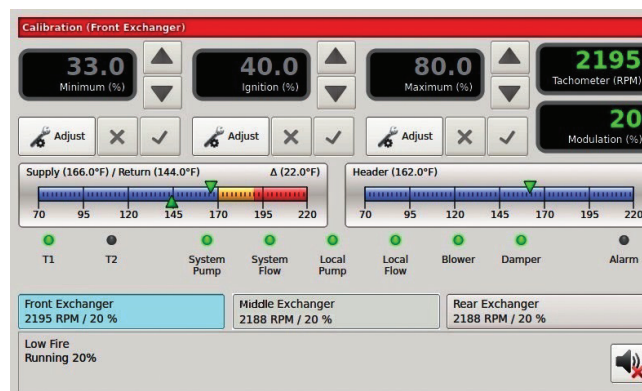 Calibration (Front Exchanger)
33.0
Minimum (%)
40.0
Ignition (%)
80.0
Maximum (%)
2195
Tachometer (RPM)
20
Modulation (%)
Adjust
Adjust
Adjust
Supply (166.0°F) / Return (144.0°F) Δ (22.0°F)
70 95 120 145 170 195 220
Header (162.0°F)
70 95 120 145 170 195 220
T1
T2
System
Pump
System
Flow
Local
Pump
Local
Flow
Blower
Damper
Alarm
Front Exchanger
2195 RPM / 20 %
Middle Exchanger
2188 RPM / 20 %
Rear Exchanger
2188 RPM / 20 %
Low Fire
Running 20%